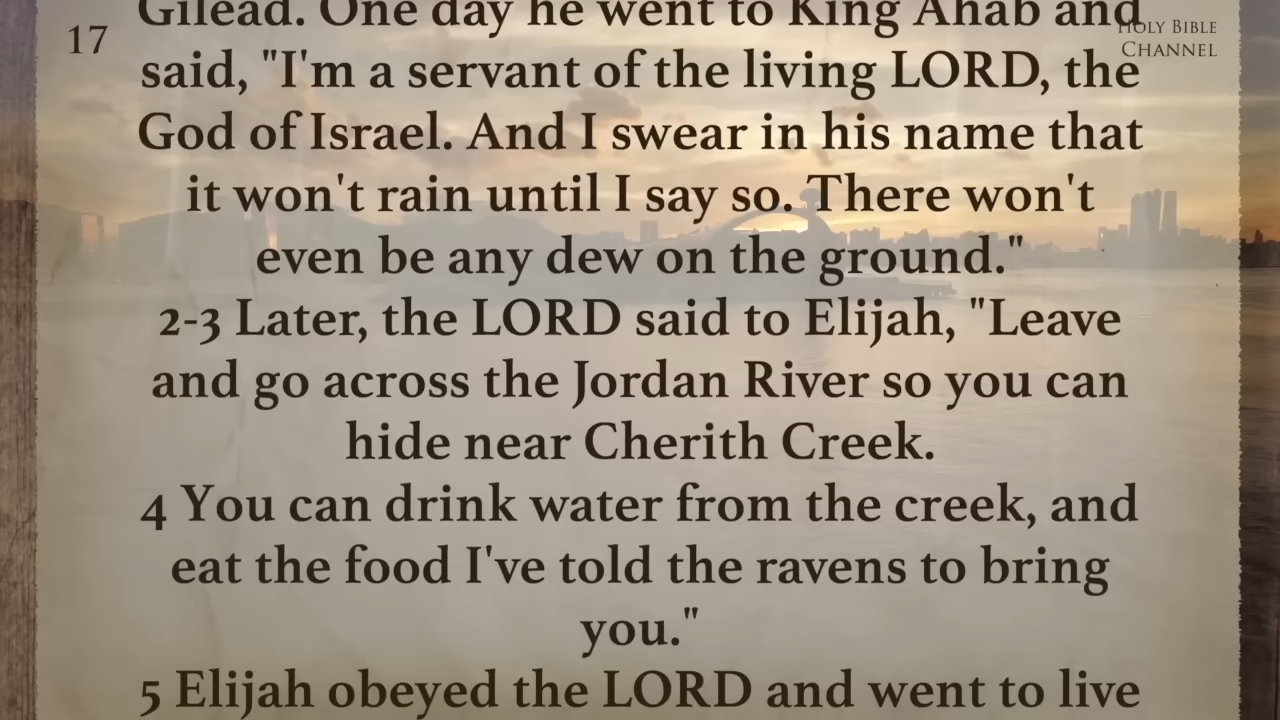 Gilead. One day he went to King Ahab and
HOLY BIBLE
CHANNEL
17
said, "I'm a servant of the living LORD, the
God of Israel. And I swear in his name that
it won't rain until I say so. There won't
even be any dew on the ground."
2-3 Later, the LORD said to Elijah, "Leave
and go across the Jordan River so you can
hide near Cherith Creek.
4 You can drink water from the creek, and
eat the food I've told the ravens to bring
you."
5 Elijah obeyed the LORD and went to live